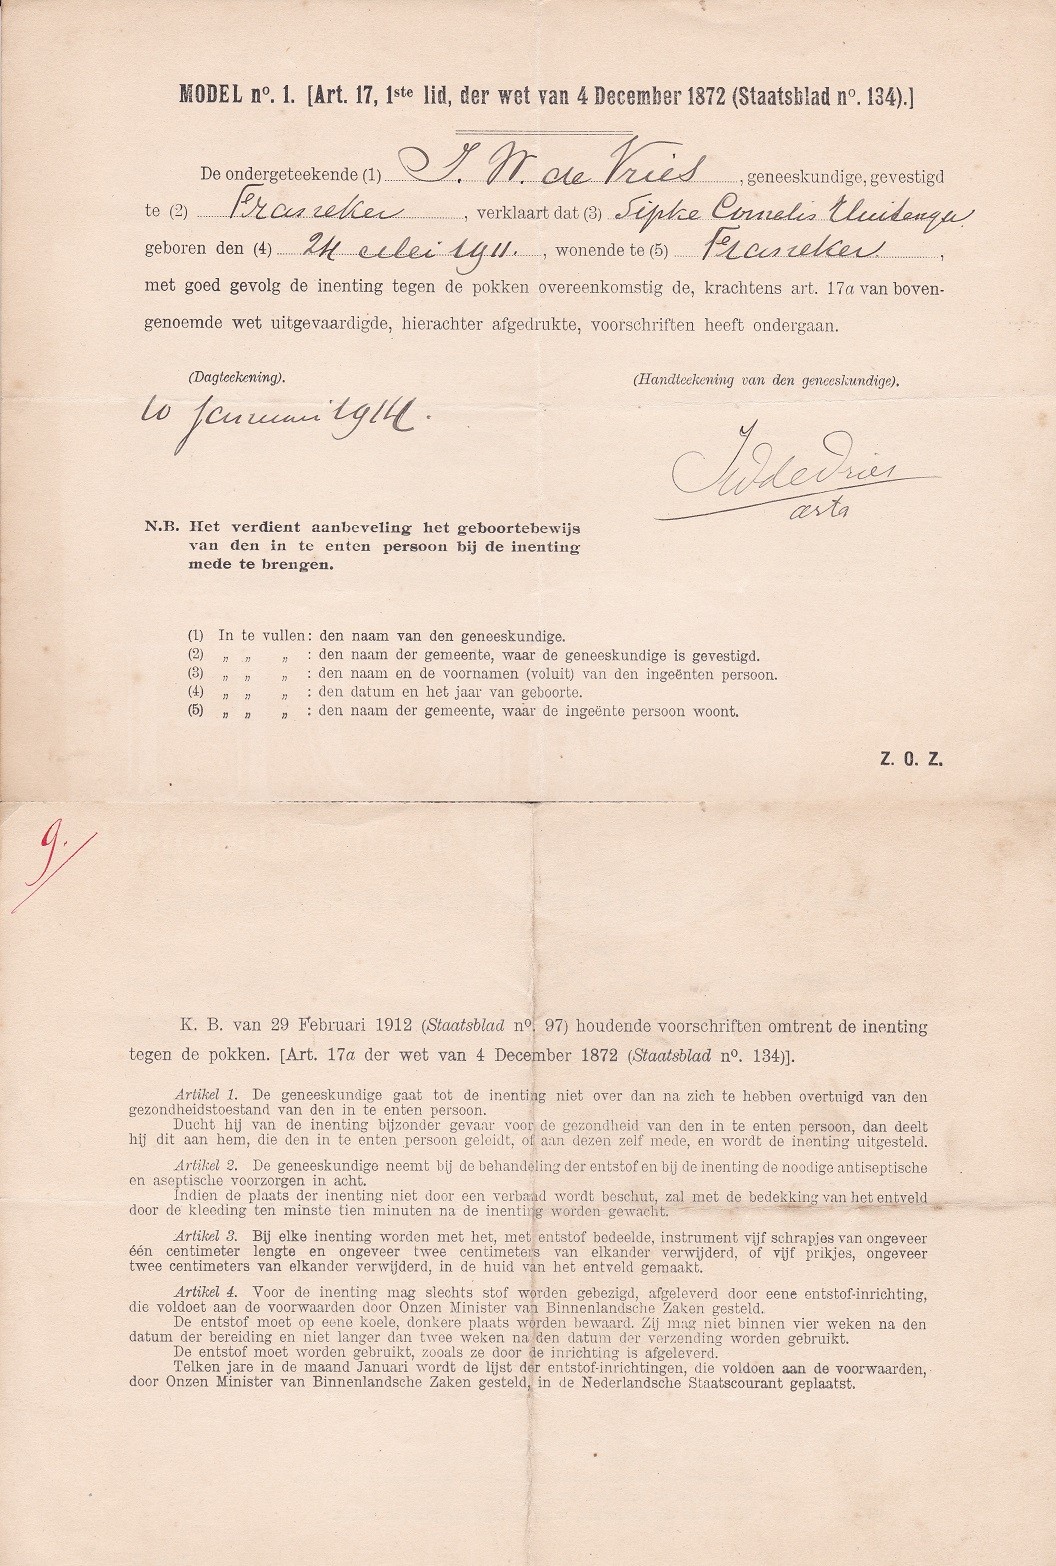 MODEL nº. 1. [Art. 17, 1ste lid, der wet van 4 December 1872 (Staatsblad nº. 134).]
De ondergeteekende (1) J. W. de Vries, geneeskundige, gevestigd
te (2) Franeker, verklaart dat (3) Sipke Cornelis
geboren den (4) 24 Mei 1911., wonende te (5) Franeker.,
met goed gevolg de inenting tegen de pokken overeenkomstig de, krachtens art. 17a van boven-
genoemde wet uitgevaardigde, hierachter afgedrukte, voorschriften heeft ondergaan.
(Dagteekening). (Handteekening van den geneeskundige).
10 Januari 1914.
JWdeVries
arts
N.B. Het verdient aanbeveling het geboortebewijs
van den in te enten persoon bij de inenting
mede te brengen.
(1) In te vullen: den naam van den geneeskundige.
(2) „ „ „ : den naam der gemeente, waar de geneeskundige is gevestigd.
(3) „ „ „ : den naam en de voornamen (voluit) van den ingeënten persoon.
(4) „ „ „ : den datum en het jaar van geboorte.
(5) „ „ „ : den naam der gemeente, waar de ingeënte persoon woont.
Z. O. Z.
9.
K. B. van 29 Februari 1912 (Staatsblad nº. 97) houdende voorschriften omtrent de inenting
tegen de pokken. [Art. 17a der wet van 4 December 1872 (Staatsblad nº. 134)].
Artikel 1. De geneeskundige gaat tot de inenting niet over dan na zich te hebben overtuigd van den
gezondheidstoestand van den in te enten persoon.
Ducht hij van de inenting bijzonder gevaar voor de gezondheid van den in te enten persoon, dan deelt
hij dit aan hem, die den in te enten persoon geleidt, of aan dezen zelf mede, en wordt de inenting uitgesteld.
Artikel 2. De geneeskundige neemt bij de behandeling der entstof en bij de inenting de noodige antiseptische
en aseptische voorzorgen in acht.
Indien de plaats der inenting niet door een verband wordt beschut, zal met de bedekking van het entveld
door de kleeding ten minste tien minuten na de inenting worden gewacht.
Artikel 3. Bij elke inenting worden met het, met entstof bedeelde, instrument vijf schrapjes van ongeveer
één centimeter lengte en ongeveer twee centimeters van elkander verwijderd, of vijf prikjes, ongeveer
twee centimeters van elkander verwijderd, in de huid van het entveld gemaakt.
Artikel 4. Voor de inenting mag slechts stof worden gebezigd, afgeleverd door eene entstof-inrichting,
die voldoet aan de voorwaarden door Onzen Minister van Binnenlandsche Zaken gesteld.
De entstof moet op eene koele, donkere plaats worden bewaard. Zij mag niet binnen vier weken na den
datum der bereiding en niet langer dan twee weken na den datum der verzending worden gebruikt.
De entstof moet worden gebruikt, zooals ze door de inrichting is afgeleverd.
Telken jare in de maand Januari wordt de lijst der entstof-inrichtingen, die voldoen aan de voorwaarden,
door Onzen Minister van Binnenlandsche Zaken gesteld, in de Nederlandsche Staatscourant geplaatst.